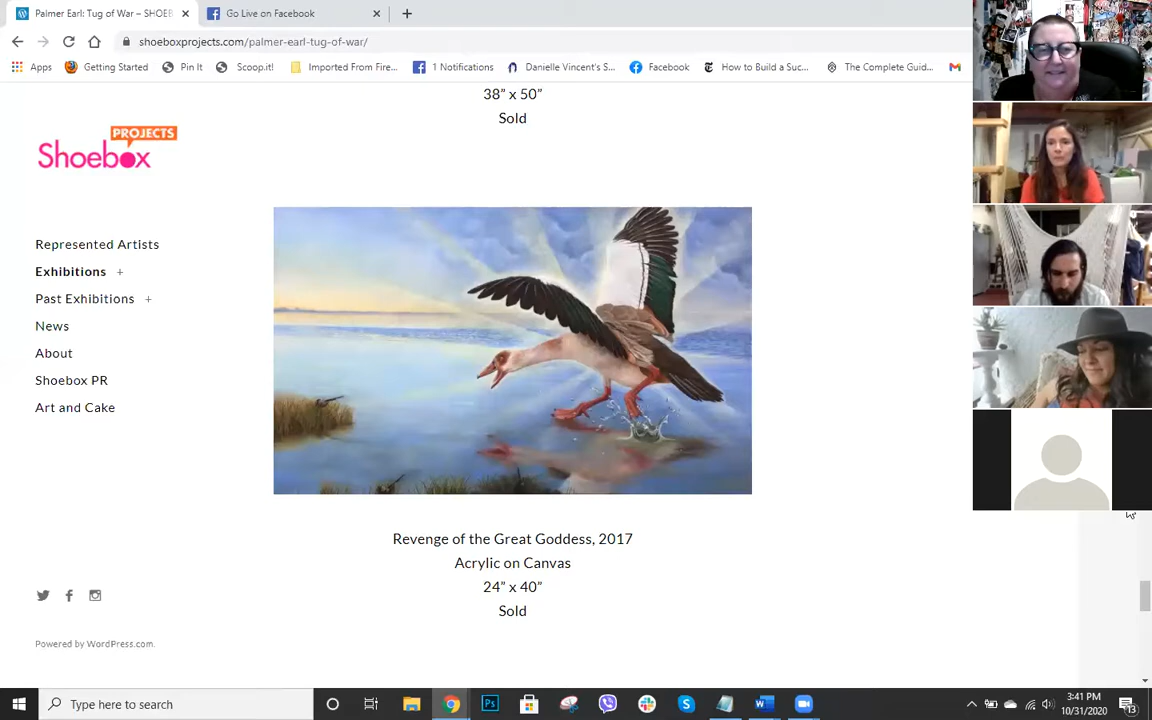 Palmer Earl: Tug of War – SHOEB
Go Live on Facebook
shoeboxprojects.com/palmer-earl-tug-of-war/
Apps
Getting Started
Pin It
Scoop.it!
Imported From Fire...
1 Notifications
Danielle Vincent's S...
Facebook
How to Build a Suc...
The Complete Guid...
38” x 50”
Sold
PROJECTS
Shoebox
Represented Artists
Exhibitions +
Past Exhibitions +
News
About
Shoebox PR
Art and Cake
Revenge of the Great Goddess, 2017
Acrylic on Canvas
24” x 40”
Sold
Powered by WordPress.com.
Type here to search
Ps
3:41 PM
10/31/2020
13